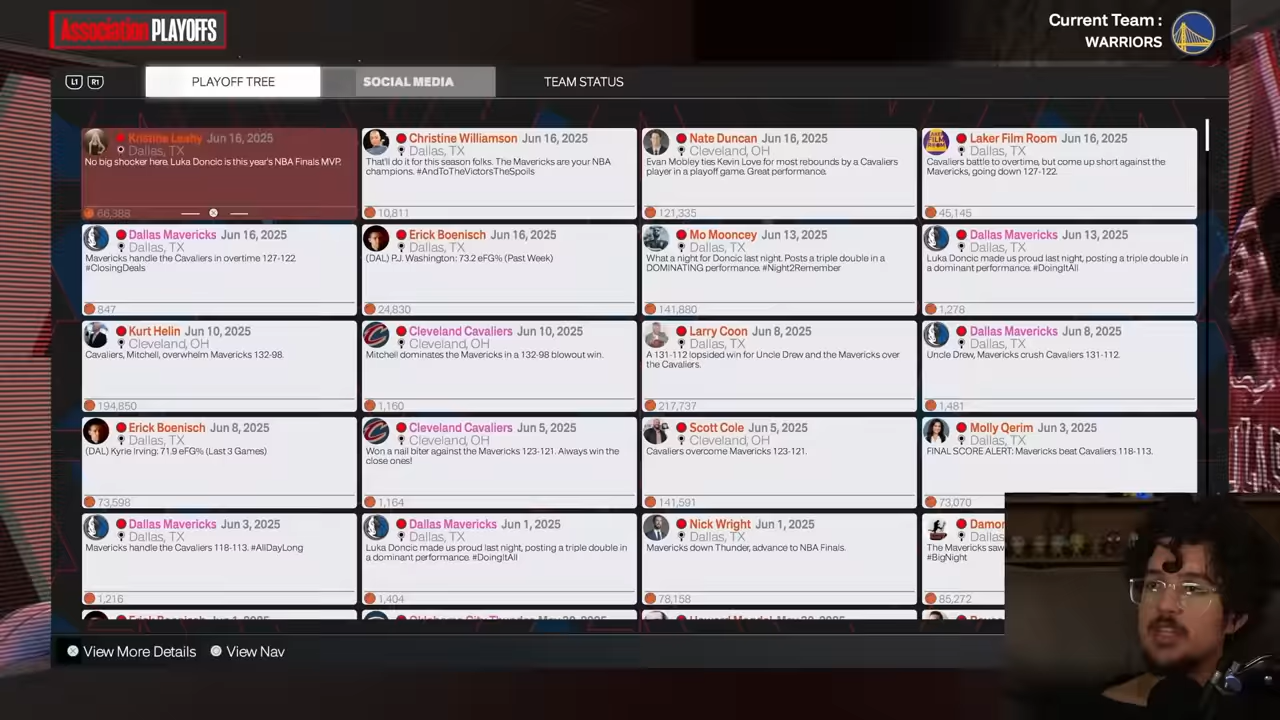 Association PLAYOFFS
Current Team :
WARRIORS
L1 R1
PLAYOFF TREE
SOCIAL MEDIA
TEAM STATUS
Kristine Leahy Jun 16, 2025
Dallas, TX
No big shocker here. Luka Doncic is this year's NBA Finals MVP.
66,388
Christine Williamson Jun 16, 2025
Dallas, TX
That'll do it for this season folks. The Mavericks are your NBA
champions. #AndToTheVictorsTheSpoils
10,811
Nate Duncan Jun 16, 2025
Cleveland, OH
Evan Mobley ties Kevin Love for most rebounds by a Cavaliers
player in a playoff game. Great performance.
121,335
Laker Film Room Jun 16, 2025
Dallas, TX
Cavaliers battle to overtime, but come up short against the
Mavericks, going down 127-122.
45,145
Dallas Mavericks Jun 16, 2025
Dallas, TX
Mavericks handle the Cavaliers in overtime 127-122.
#ClosingDeals
847
Erick Boenisch Jun 16, 2025
Dallas, TX
(DAL) P.J. Washington: 73.2 eFG% (Past Week)
24,830
Mo Mooncey Jun 13, 2025
Dallas, TX
What a night for Doncic last night. Posts a triple double in a
DOMINATING performance. #Night2Remember
141,880
Dallas Mavericks Jun 13, 2025
Dallas, TX
Luka Doncic made us proud last night, posting a triple double in
a dominant performance. #DoingItAll
1,278
Kurt Helin Jun 10, 2025
Cleveland, OH
Cavaliers, Mitchell, overwhelm Mavericks 132-98.
194,850
Cleveland Cavaliers Jun 10, 2025
Cleveland, OH
Mitchell dominates the Mavericks in a 132-98 blowout win.
1,160
Larry Coon Jun 8, 2025
Dallas, TX
A 131-112 lopsided win for Uncle Drew and the Mavericks over
the Cavaliers.
217,737
Dallas Mavericks Jun 8, 2025
Dallas, TX
Uncle Drew, Mavericks crush Cavaliers 131-112.
1,481
Erick Boenisch Jun 8, 2025
Dallas, TX
(DAL) Kyrie Irving: 71.9 eFG% (Last 3 Games)
73,598
Cleveland Cavaliers Jun 5, 2025
Cleveland, OH
Won a nail biter against the Mavericks 123-121. Always win the
close ones!
1,164
Scott Cole Jun 5, 2025
Cleveland, OH
Cavaliers overcome Mavericks 123-121.
141,591
Molly Qerim Jun 3, 2025
Dallas, TX
FINAL SCORE ALERT: Mavericks beat Cavaliers 118-113.
73,070
Dallas Mavericks Jun 3, 2025
Dallas, TX
Mavericks handle the Cavaliers 118-113. #AllDayLong
1,216
Dallas Mavericks Jun 1, 2025
Dallas, TX
Luka Doncic made us proud last night, posting a triple double in
a dominant performance. #DoingItAll
1,404
Nick Wright Jun 1, 2025
Dallas, TX
Mavericks down Thunder, advance to NBA Finals.
78,158
Damo
Dallas
The Mavericks saw
#BigNight
85,272
View More Details
View Nav